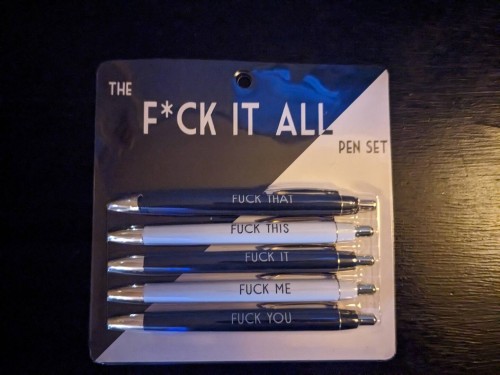 THE
F*CK IT ALL
PEN SET
FUCK THAT
FUCK THIS
FUCK IT
FUCK ME
FUCK YOU